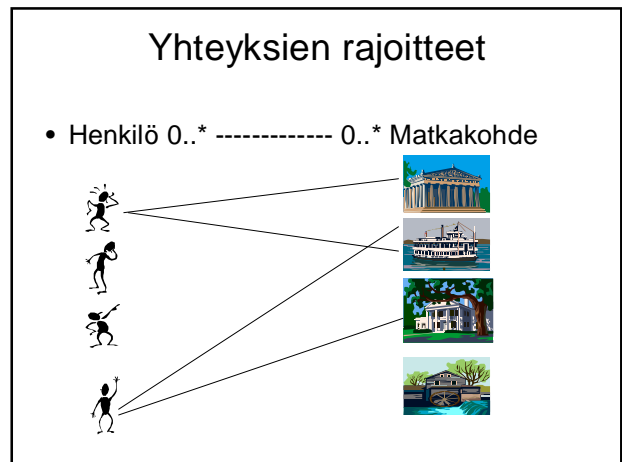 Yhteyksien rajoitteet
• Henkilö 0..* ------------- 0..* Matkakohde